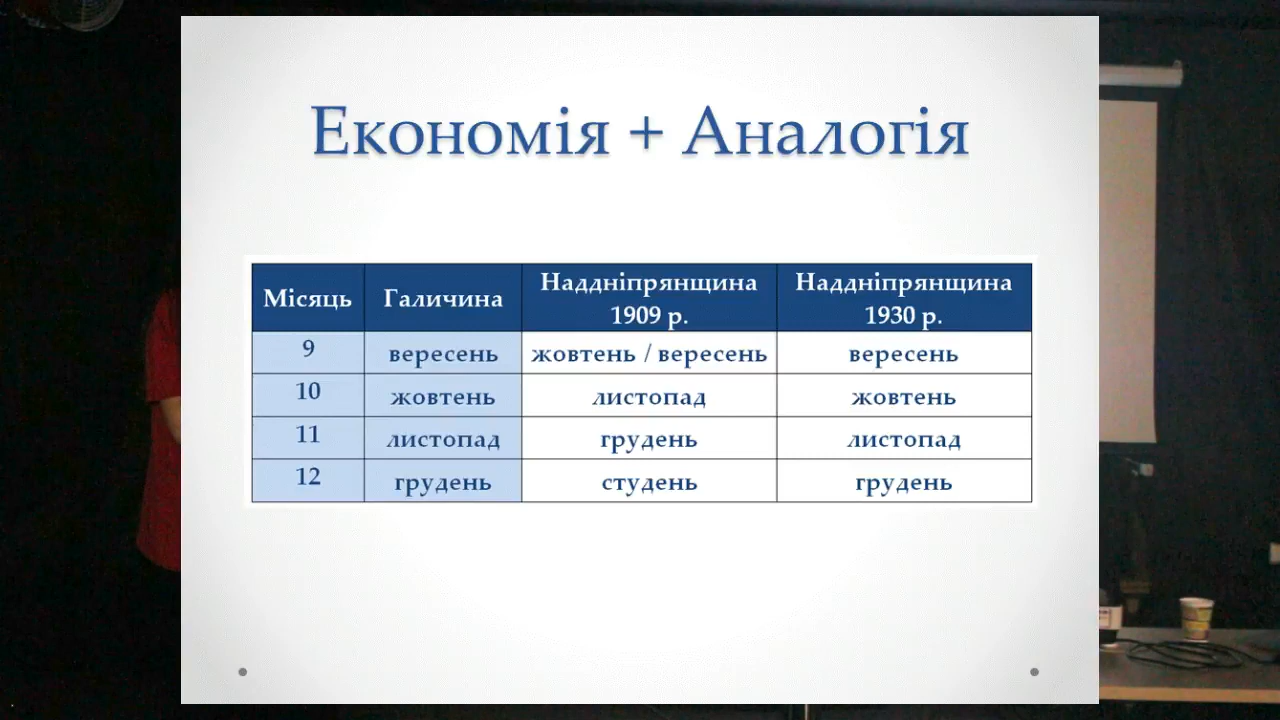 Економія + Аналогія
Місяць Галичина Наддніпрянщина 1909 р. Наддніпрянщина 1930 р.
9 вересень жовтень / вересень вересень
10 жовтень листопад жовтень
11 листопад грудень листопад
12 грудень студень грудень